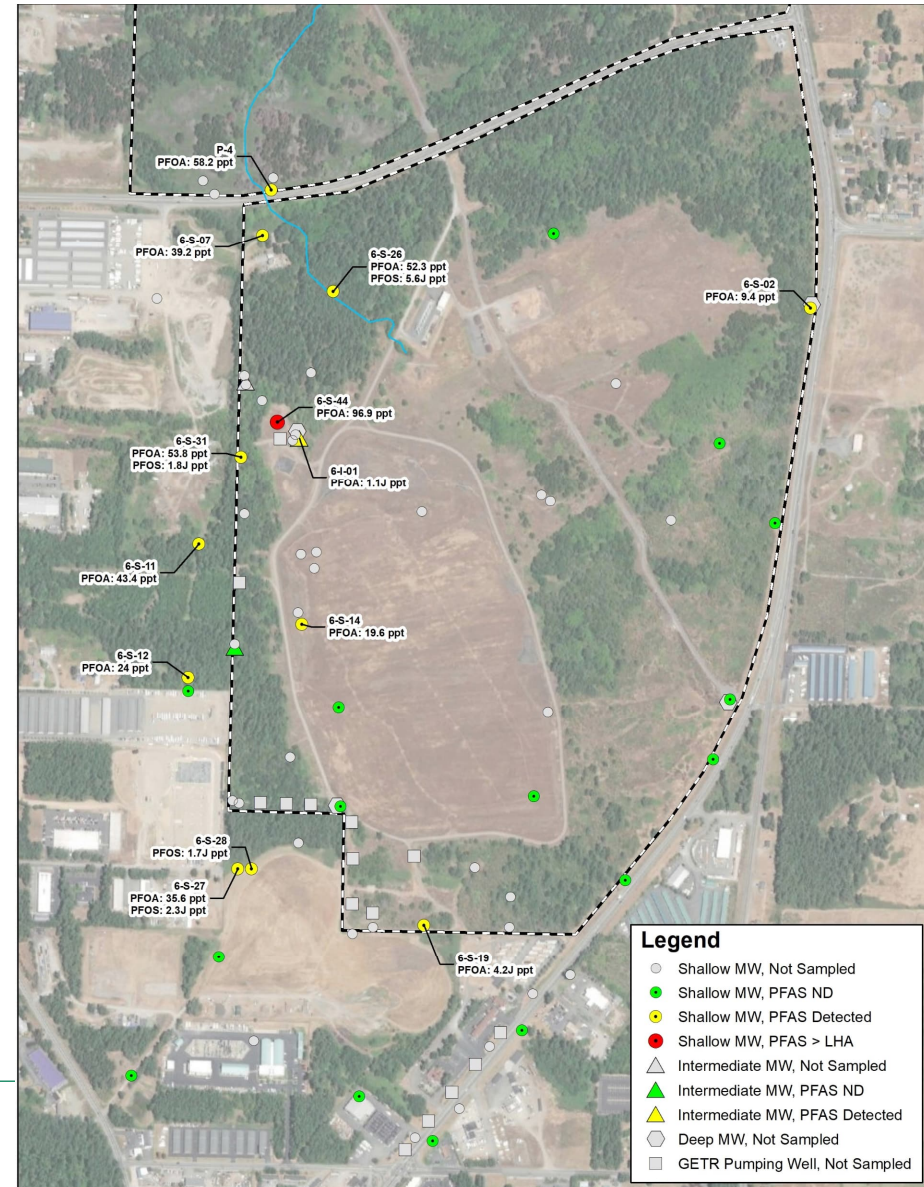 P-4
PFOA: 58.2 ppt
6-S-07
PFOA: 39.2 ppt
6-S-26
PFOA: 52.3 ppt
PFOS: 5.6J ppt
6-S-02
PFOA: 9.4 ppt
6-S-44
PFOA: 96.9 ppt
6-S-31
PFOA: 53.8 ppt
PFOS: 1.8J ppt
6-I-01
PFOA: 1.1J ppt
6-S-11
PFOA: 43.4 ppt
6-S-14
PFOA: 19.6 ppt
6-S-12
PFOA: 24 ppt
6-S-28
PFOS: 1.7J ppt
6-S-27
PFOA: 35.6 ppt
PFOS: 2.3J ppt
6-S-19
PFOA: 4.2J ppt
Legend
Shallow MW, Not Sampled
Shallow MW, PFAS ND
Shallow MW, PFAS Detected
Shallow MW, PFAS > LHA
Intermediate MW, Not Sampled
Intermediate MW, PFAS ND
Intermediate MW, PFAS Detected
Deep MW, Not Sampled
GETR Pumping Well, Not Sampled